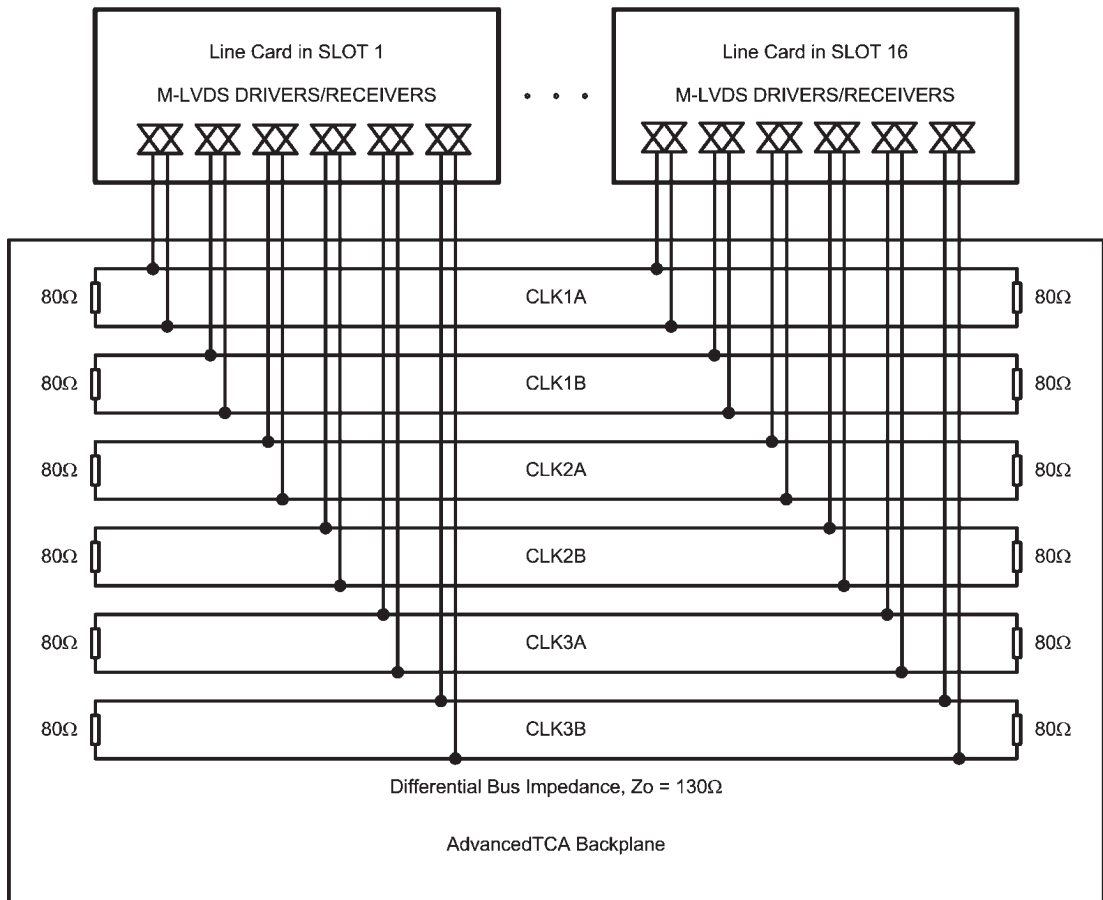 Line Card in SLOT 1
M-LVDS DRIVERS/RECEIVERS
. . .
Line Card in SLOT 16
M-LVDS DRIVERS/RECEIVERS
80Ω CLK1A 80Ω
80Ω CLK1B 80Ω
80Ω CLK2A 80Ω
80Ω CLK2B 80Ω
80Ω CLK3A 80Ω
80Ω CLK3B 80Ω
Differential Bus Impedance, Zo = 130Ω
AdvancedTCA Backplane